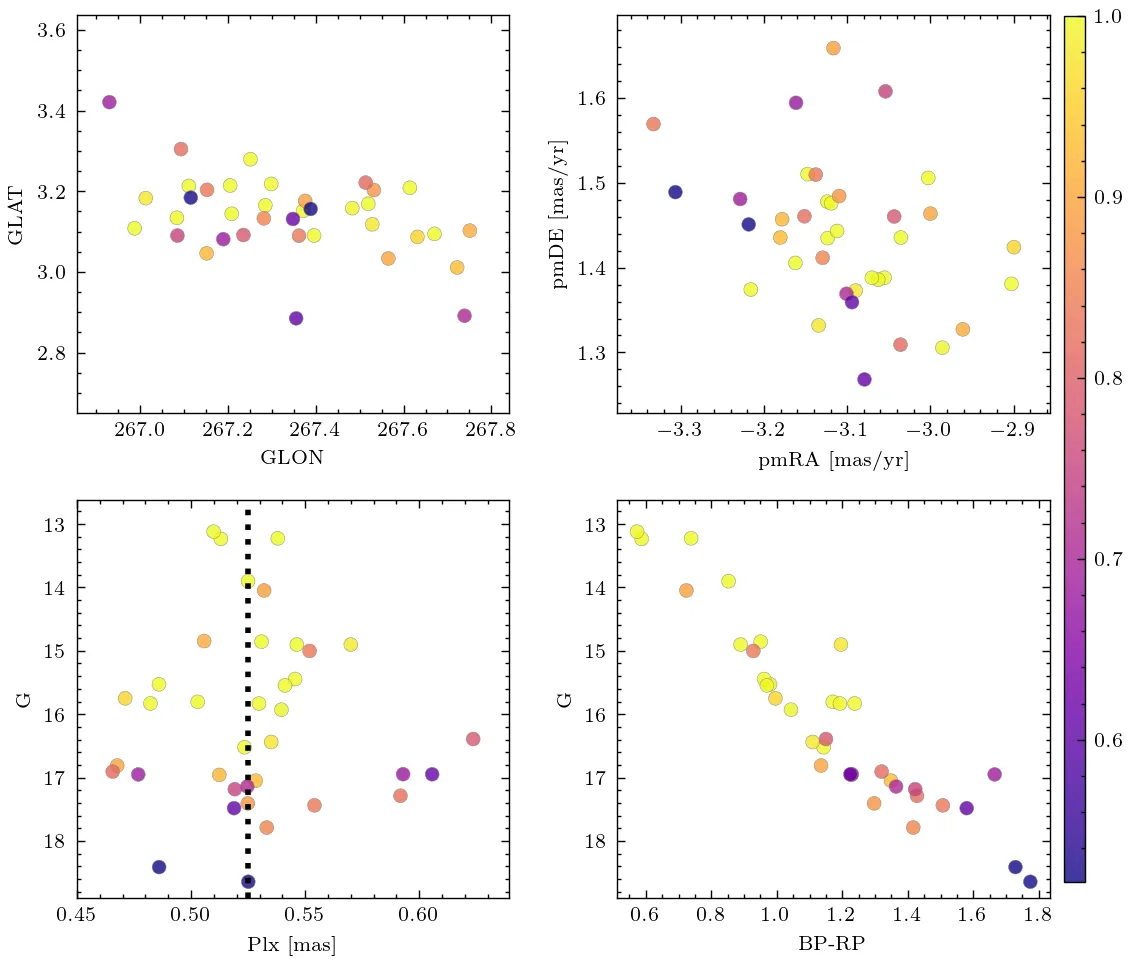 3.6
3.4
3.2
3.0
2.8
GLAT
267.0 267.2 267.4 267.6 267.8
GLON
1.6
1.5
1.4
1.3
pmDE [mas/yr]
−3.3 −3.2 −3.1 −3.0 −2.9
pmRA [mas/yr]
13
14
15
16
17
18
G
0.45 0.50 0.55 0.60
Plx [mas]
13
14
15
16
17
18
G
0.6 0.8 1.0 1.2 1.4 1.6 1.8
BP-RP
1.0
0.9
0.8
0.7
0.6